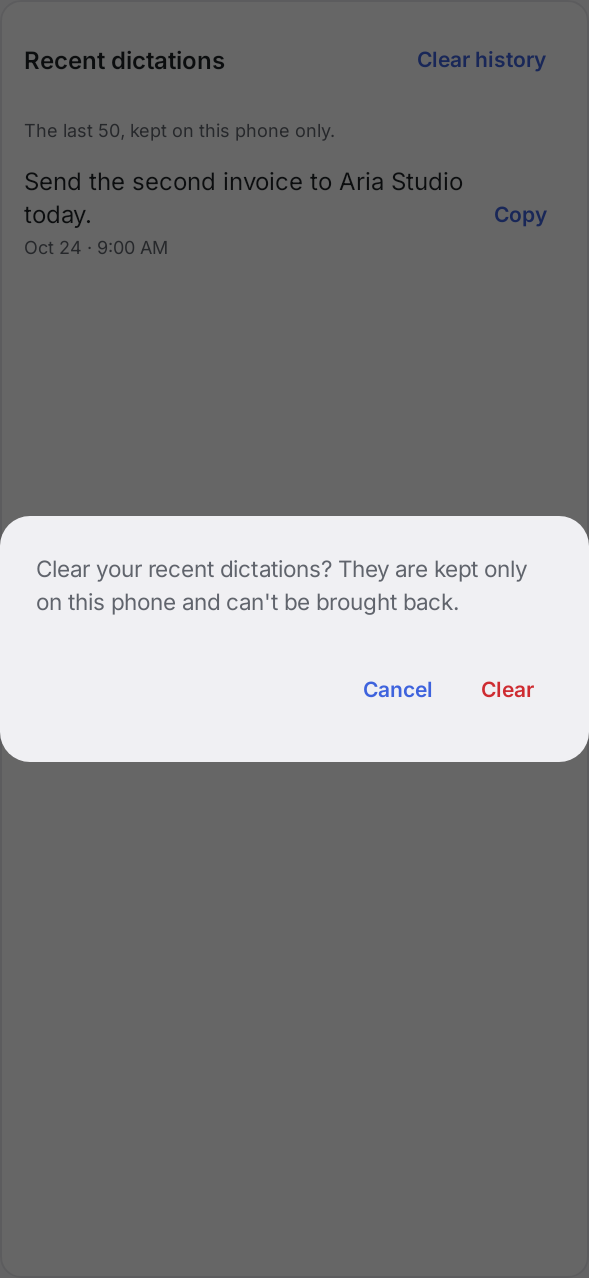 Recent dictations
Clear history
The last 50, kept on this phone only.
Send the second invoice to Aria Studio
today.
Copy
Oct 24 · 9:00 AM
Clear your recent dictations? They are kept only
on this phone and can't be brought back.
Cancel
Clear